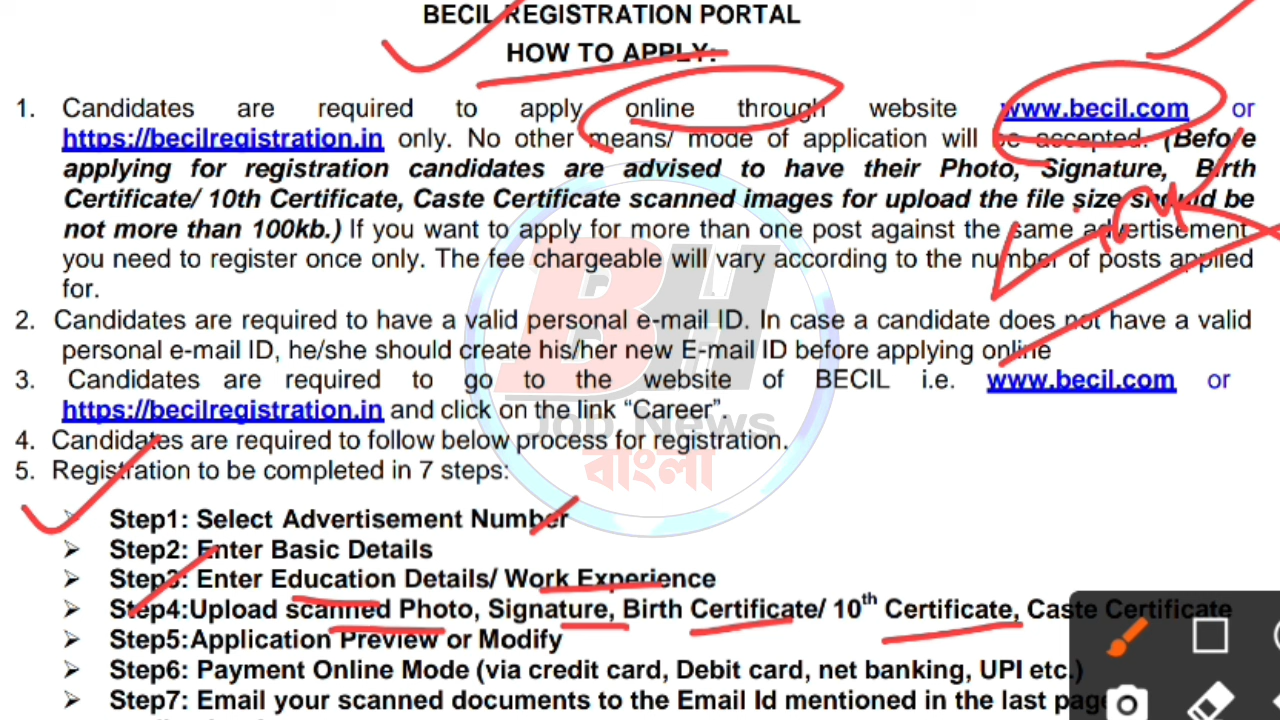 BECIL REGISTRATION PORTAL
HOW TO APPLY:
1. Candidates are required to apply online through website www.becil.com or
https://becilregistration.in only. No other means/ mode of application will be accepted. (Before
applying for registration candidates are advised to have their Photo, Signature, Birth
Certificate/ 10th Certificate, Caste Certificate scanned images for upload the file size should be
not more than 100kb.) If you want to apply for more than one post against the same advertisement
you need to register once only. The fee chargeable will vary according to the number of posts applied
for.
2. Candidates are required to have a valid personal e-mail ID. In case a candidate does not have a valid
personal e-mail ID, he/she should create his/her new E-mail ID before applying online
3. Candidates are required to go to the website of BECIL i.e. www.becil.com or
https://becilregistration.in and click on the link “Career”.
4. Candidates are required to follow below process for registration.
5. Registration to be completed in 7 steps:
➢ Step1: Select Advertisement Number
➢ Step2: Enter Basic Details
➢ Step3: Enter Education Details/ Work Experience
➢ Step4:Upload scanned Photo, Signature, Birth Certificate/ 10th Certificate, Caste Certificate
➢ Step5:Application Preview or Modify
➢ Step6: Payment Online Mode (via credit card, Debit card, net banking, UPI etc.)
➢ Step7: Email your scanned documents to the Email Id mentioned in the last page
BH
Job News
বাংলা